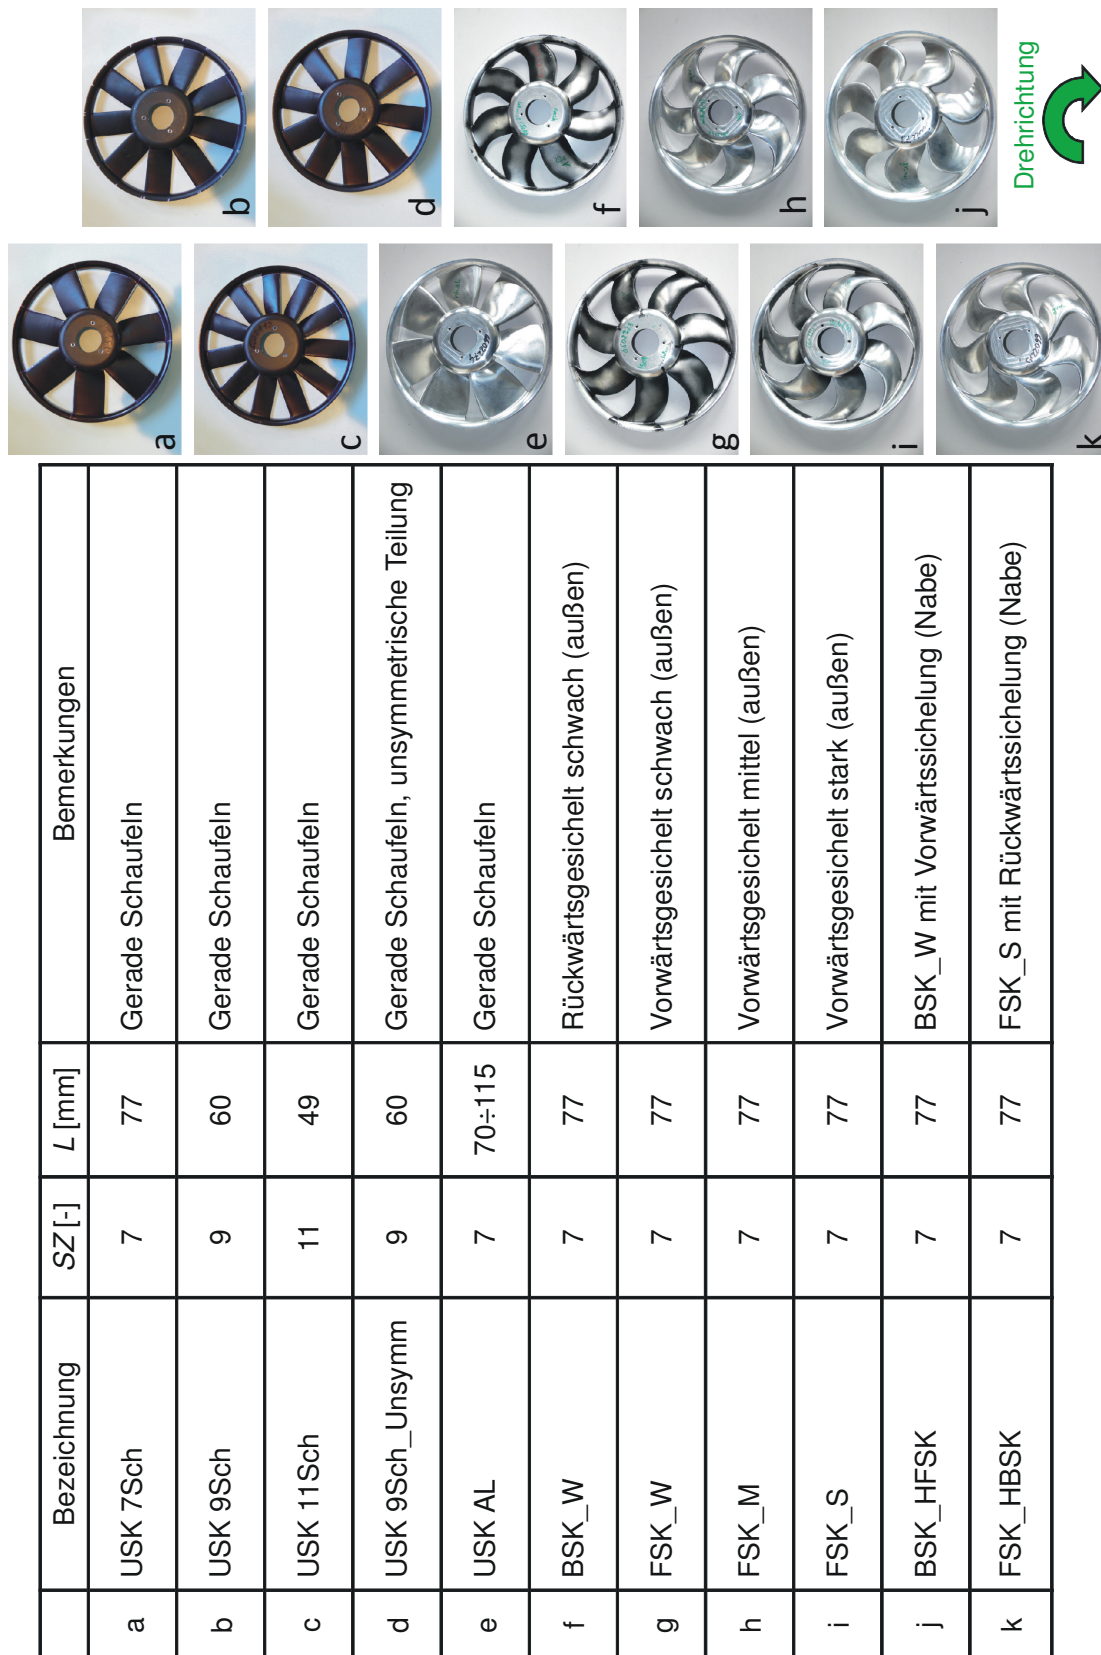 Bezeichnung SZ [-] L [mm] Bemerkungen
a USK 7Sch 7 77 Gerade Schaufeln
b USK 9Sch 9 60 Gerade Schaufeln
c USK 11Sch 11 49 Gerade Schaufeln
d USK 9Sch_Unsymm 9 60 Gerade Schaufeln, unsymmetrische Teilung
e USK AL 7 70÷115 Gerade Schaufeln
f BSK_W 7 77 Rückwärtsgesichelt schwach (außen)
g FSK_W 7 77 Vorwärtsgesichelt schwach (außen)
h FSK_M 7 77 Vorwärtsgesichelt mittel (außen)
i FSK_S 7 77 Vorwärtsgesichelt stark (außen)
j BSK_HFSK 7 77 BSK_W mit Vorwärtssichelung (Nabe)
k FSK_HBSK 7 77 FSK_S mit Rückwärtssichelung (Nabe)
a
b
c
d
e
f
g
h
i
j
k
Drehrichtung